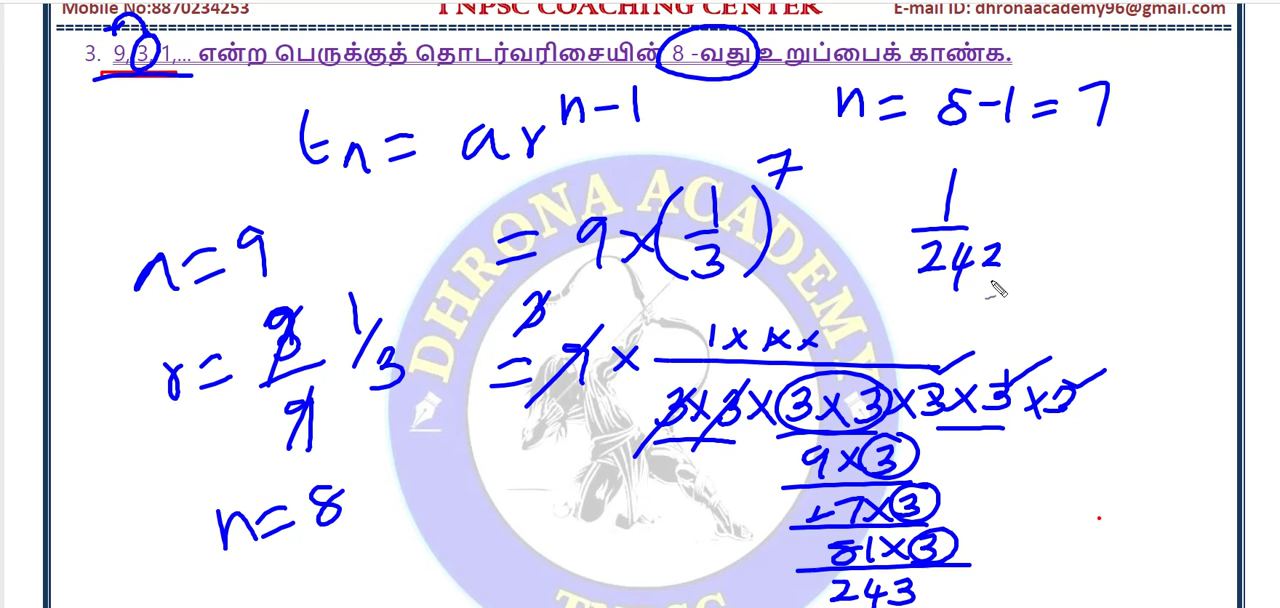 Mobile No:8870234253 TNPSC COACHING CENTER E-mail ID: dhronaacademy96@gmail.com
3. 9,3,1,... என்ற பெருக்குத் தொடர்வரிசையின் 8 -வது உறுப்பைக் காண்க.
tn = ar^n-1 n = 8-1 = 7
a = 9 = 9 × (1/3)^7 1/242
r = 3/9 1/3 = 9 × 1×1××/3×3×3×3×3×3×3
3
9×3
n = 8 27×3
81×3
243
DHRONA ACADEMY
TNPSC